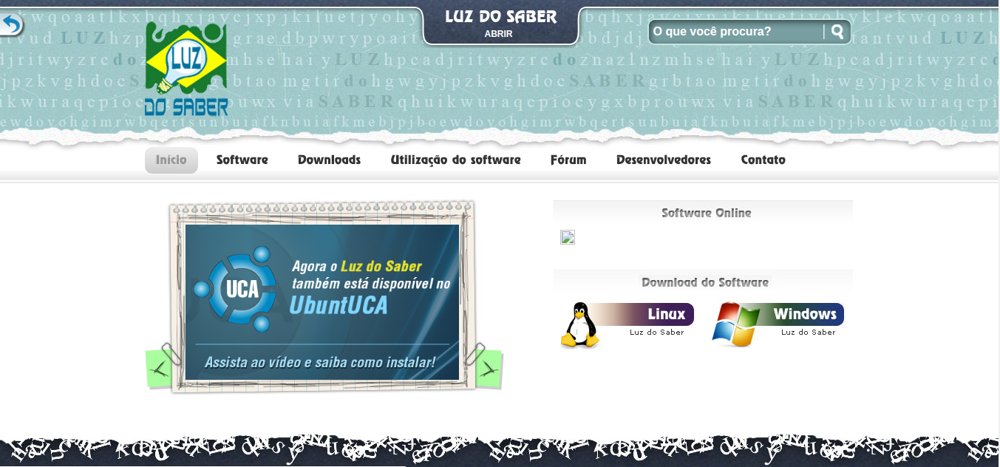 LUZ DO SABER
ABRIR
O que você procura?
LUZ
DO SABER
Início
Software
Downloads
Utilização do software
Fórum
Desenvolvedores
Contato
UCA
Agora o Luz do Saber
também está disponível no
UbuntUCA
Assista ao vídeo e saiba como instalar!
Software Online
Download do Software
Linux
Luz do Saber
Windows
Luz do Saber